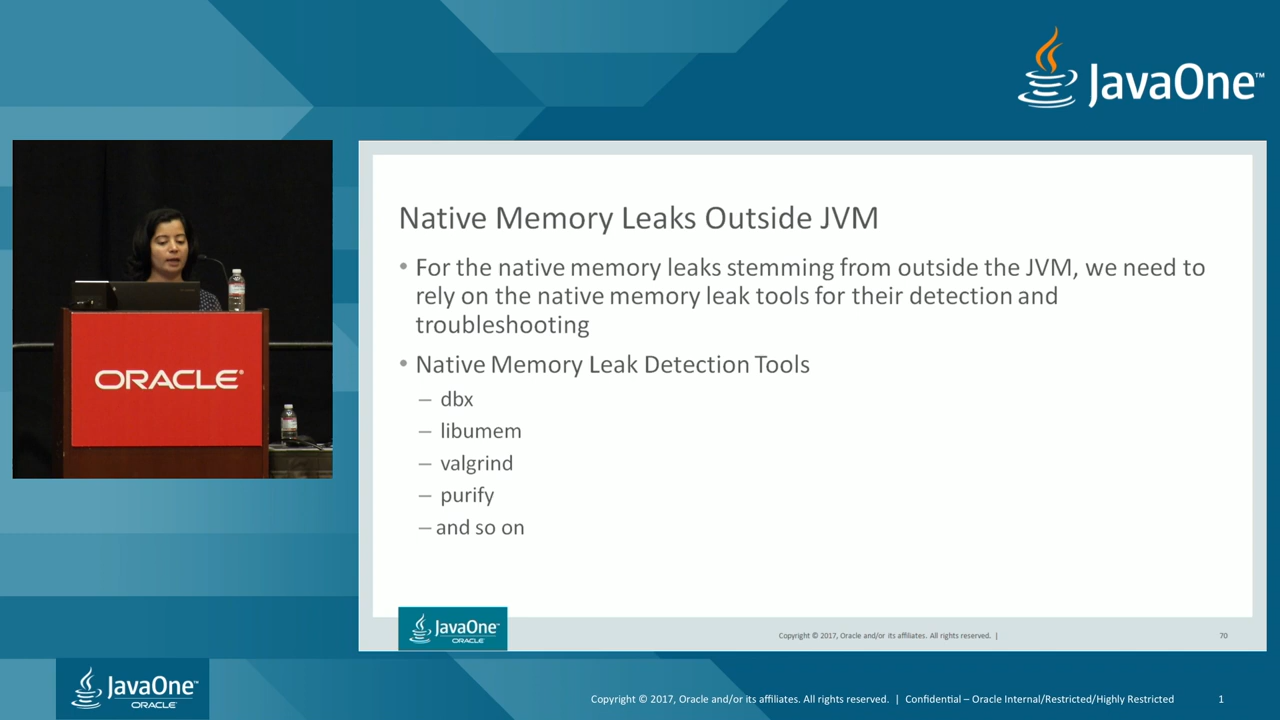 JavaOne™
Native Memory Leaks Outside JVM
• For the native memory leaks stemming from outside the JVM, we need to
rely on the native memory leak tools for their detection and
troubleshooting
• Native Memory Leak Detection Tools
– dbx
– libumem
– valgrind
– purify
– and so on
ORACLE®
JavaOne™
ORACLE
Copyright © 2017, Oracle and/or its affiliates. All rights reserved. |
70
JavaOne™
ORACLE
Copyright © 2017, Oracle and/or its affiliates. All rights reserved. | Confidential – Oracle Internal/Restricted/Highly Restricted
1